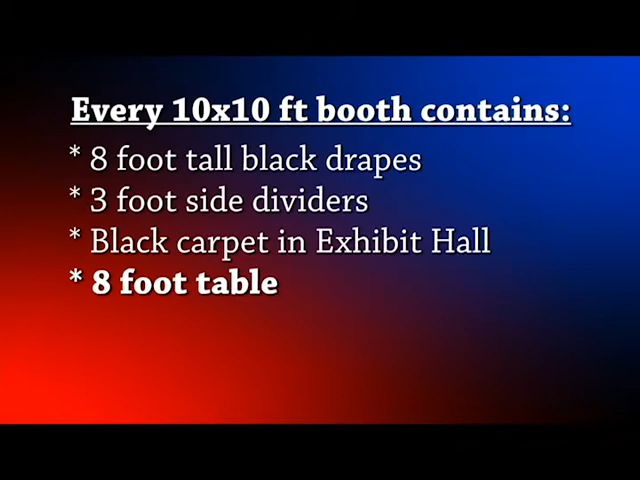 Every 10x10 ft booth contains:
* 8 foot tall black drapes
* 3 foot side dividers
* Black carpet in Exhibit Hall
* 8 foot table